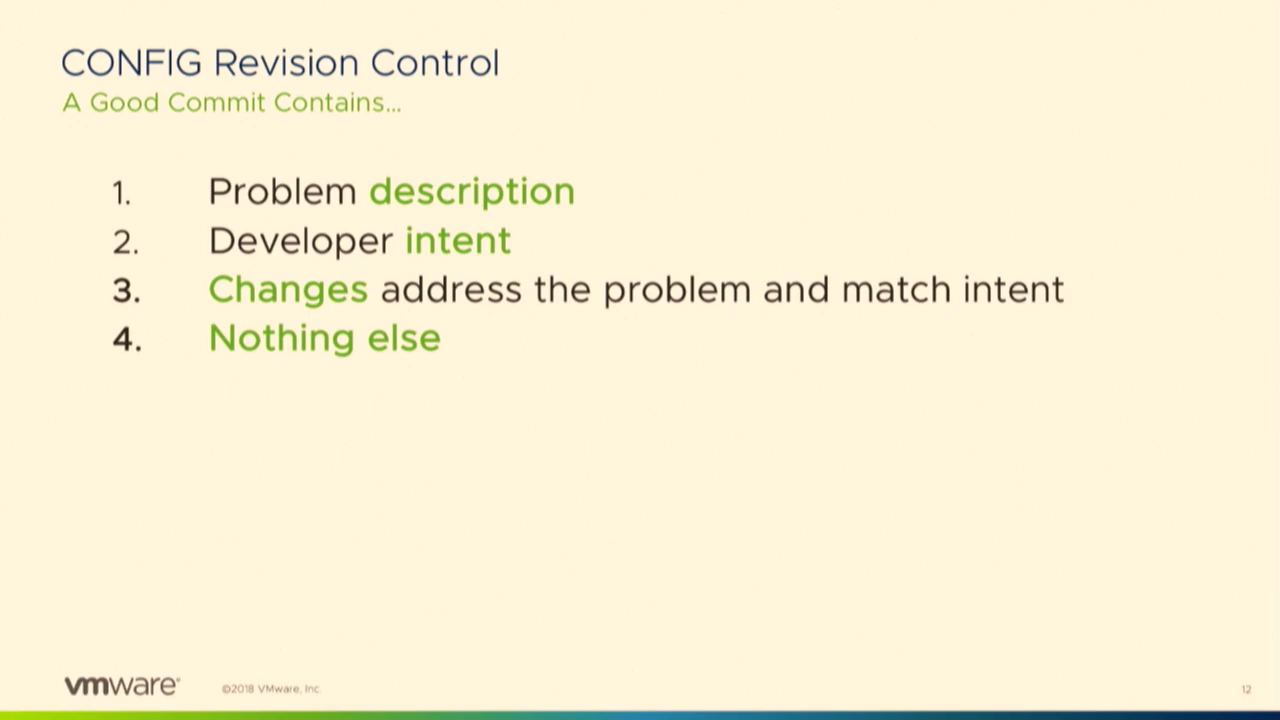 CONFIG Revision Control
A Good Commit Contains...
1. Problem description
2. Developer intent
3. Changes address the problem and match intent
4. Nothing else
vmware®
©2018 VMware, Inc.
12